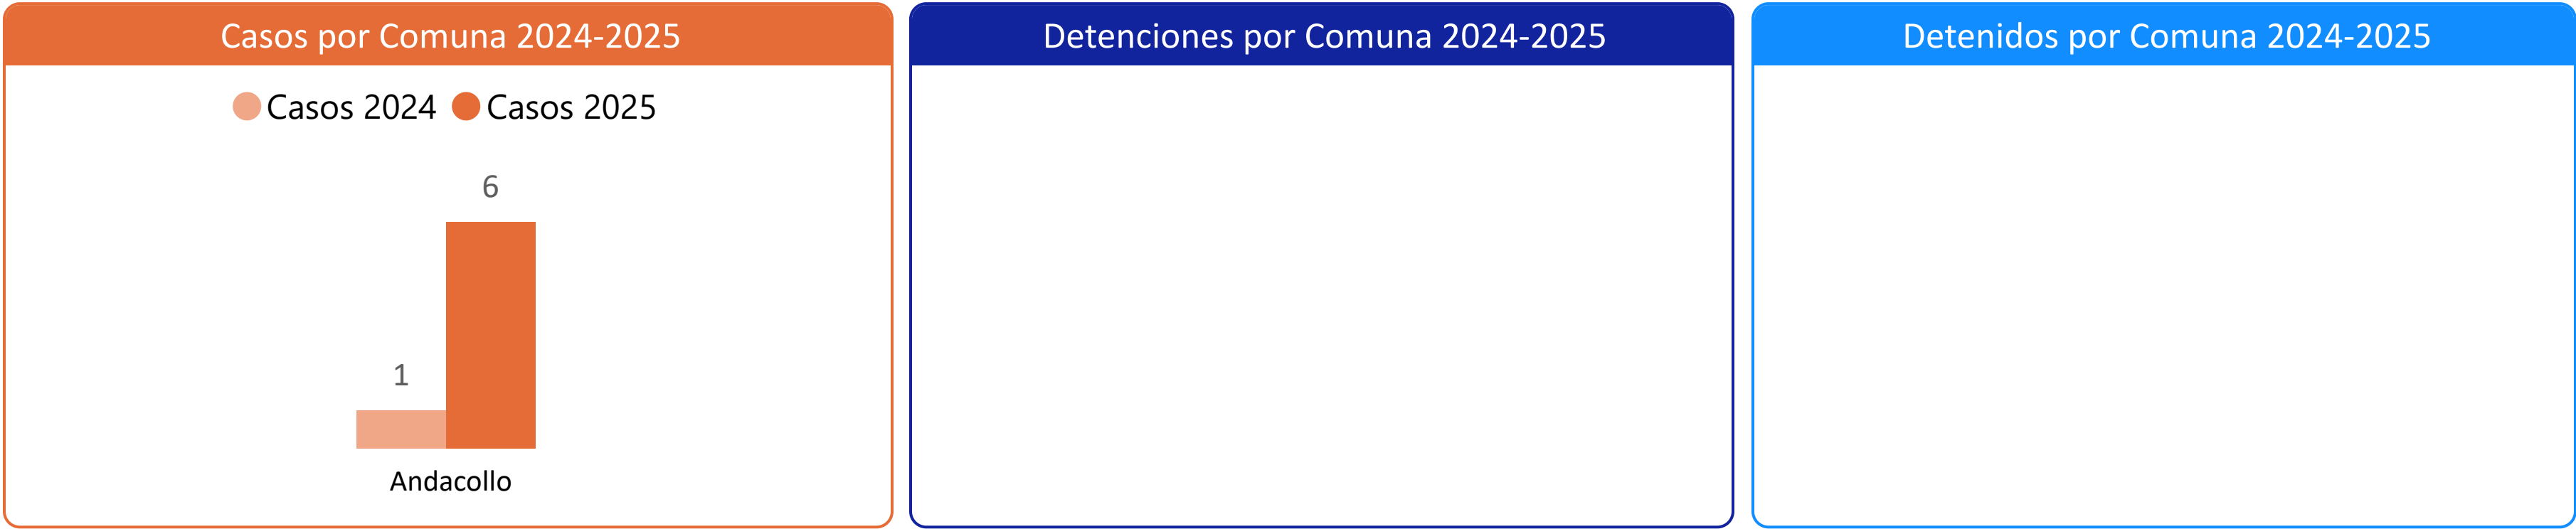 Casos por Comuna 2024-2025
Casos 2024 Casos 2025
6
1
Andacollo
Detenciones por Comuna 2024-2025
Detenidos por Comuna 2024-2025